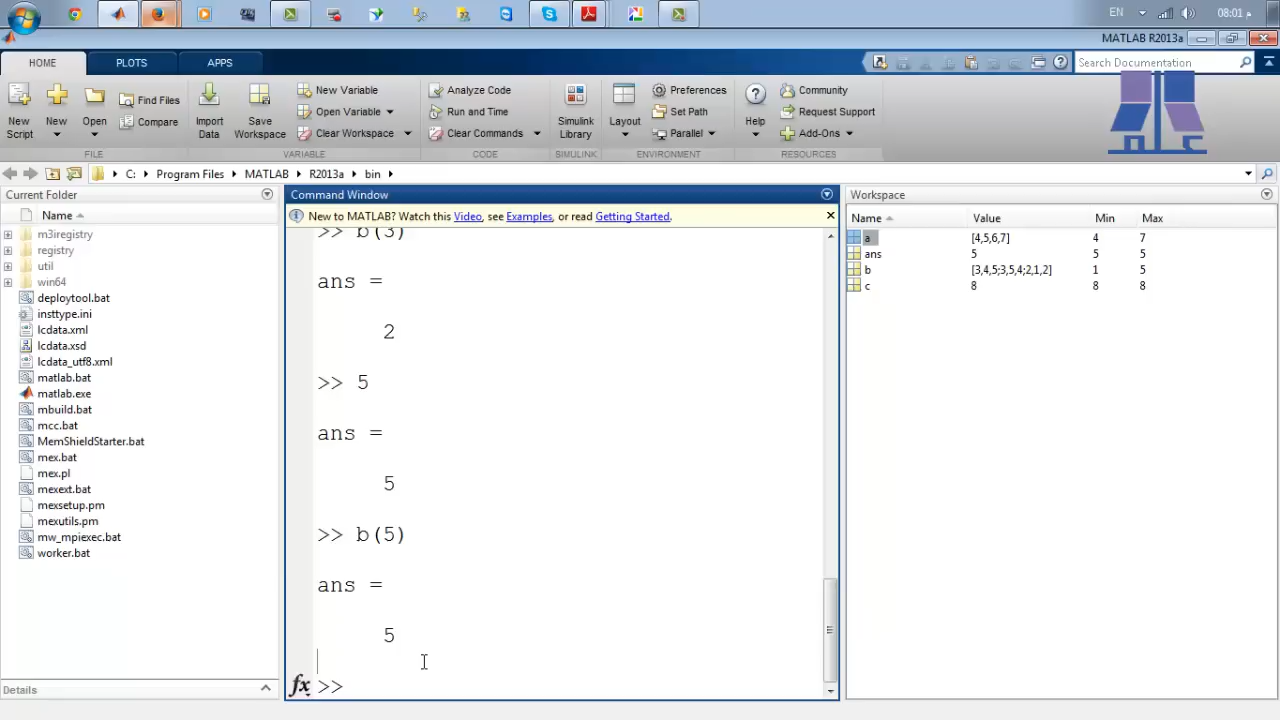 EN
08:01 م
MATLAB R2013a
HOME
PLOTS
APPS
Search Documentation
New Script
New
Open
Find Files
Compare
Import Data
Save Workspace
New Variable
Open Variable
Clear Workspace
Analyze Code
Run and Time
Clear Commands
Simulink Library
Layout
Preferences
Set Path
Parallel
Help
Community
Request Support
Add-Ons
FILE
VARIABLE
CODE
SIMULINK
ENVIRONMENT
RESOURCES
C: Program Files MATLAB R2013a bin
Current Folder
Name
m3iregistry
registry
util
win64
deploytool.bat
insttype.ini
lcdata.xml
lcdata.xsd
lcdata_utf8.xml
matlab.bat
matlab.exe
mbuild.bat
mcc.bat
MemShieldStarter.bat
mex.bat
mex.pl
mexext.bat
mexsetup.pm
mexutils.pm
mw_mpiexec.bat
worker.bat
Details
Command Window
New to MATLAB? Watch this Video, see Examples, or read Getting Started.
>> b(3)
ans =
2
>> 5
ans =
5
>> b(5)
ans =
5
fx >>
Workspace
Name Value Min Max
a [4,5,6,7] 4 7
ans 5 5 5
b [3,4,5;3,5,4;2,1,2] 1 5
c 8 8 8